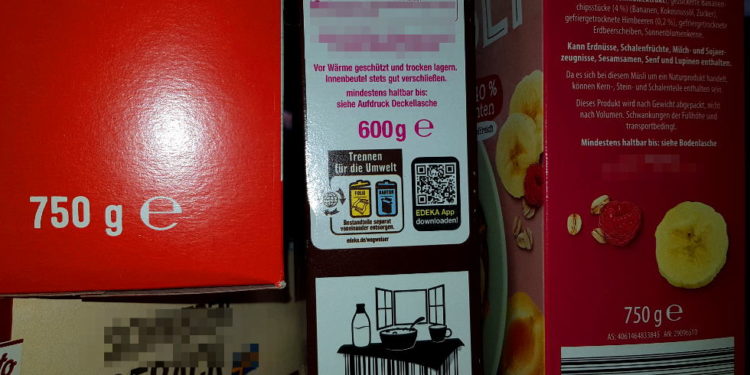 750 g ℮
Vor Wärme geschützt und trocken lagern.
Innenbeutel stets gut verschließen.
mindestens haltbar bis:
siehe Aufdruck Deckellasche
600 g ℮
Trennen
für die Umwelt
FOLIE
KARTON
Bestandteile separat
voneinander entsorgen.
edeka.de/wegweiser
EDEKA App
downloaden!
chipsstücke (4 %) (Bananen, Kokosnussöl, Zucker),
gefriergetrocknete Himbeeren (0,2 %), gefriergetrocknete
Erdbeerscheiben, Sonnenblumenkerne.
Kann Erdnüsse, Schalenfrüchte, Milch- und Sojaer-
zeugnisse, Sesamsamen, Senf und Lupinen enthalten.
Da es sich bei diesem Müsli um ein Naturprodukt handelt,
können Kern-, Stein- und Schalenteile enthalten sein.
Dieses Produkt wird nach Gewicht abgepackt, nicht
nach Volumen. Schwankungen der Füllhöhe sind
transportbedingt.
Mindestens haltbar bis: siehe Bodenlasche
750 g ℮